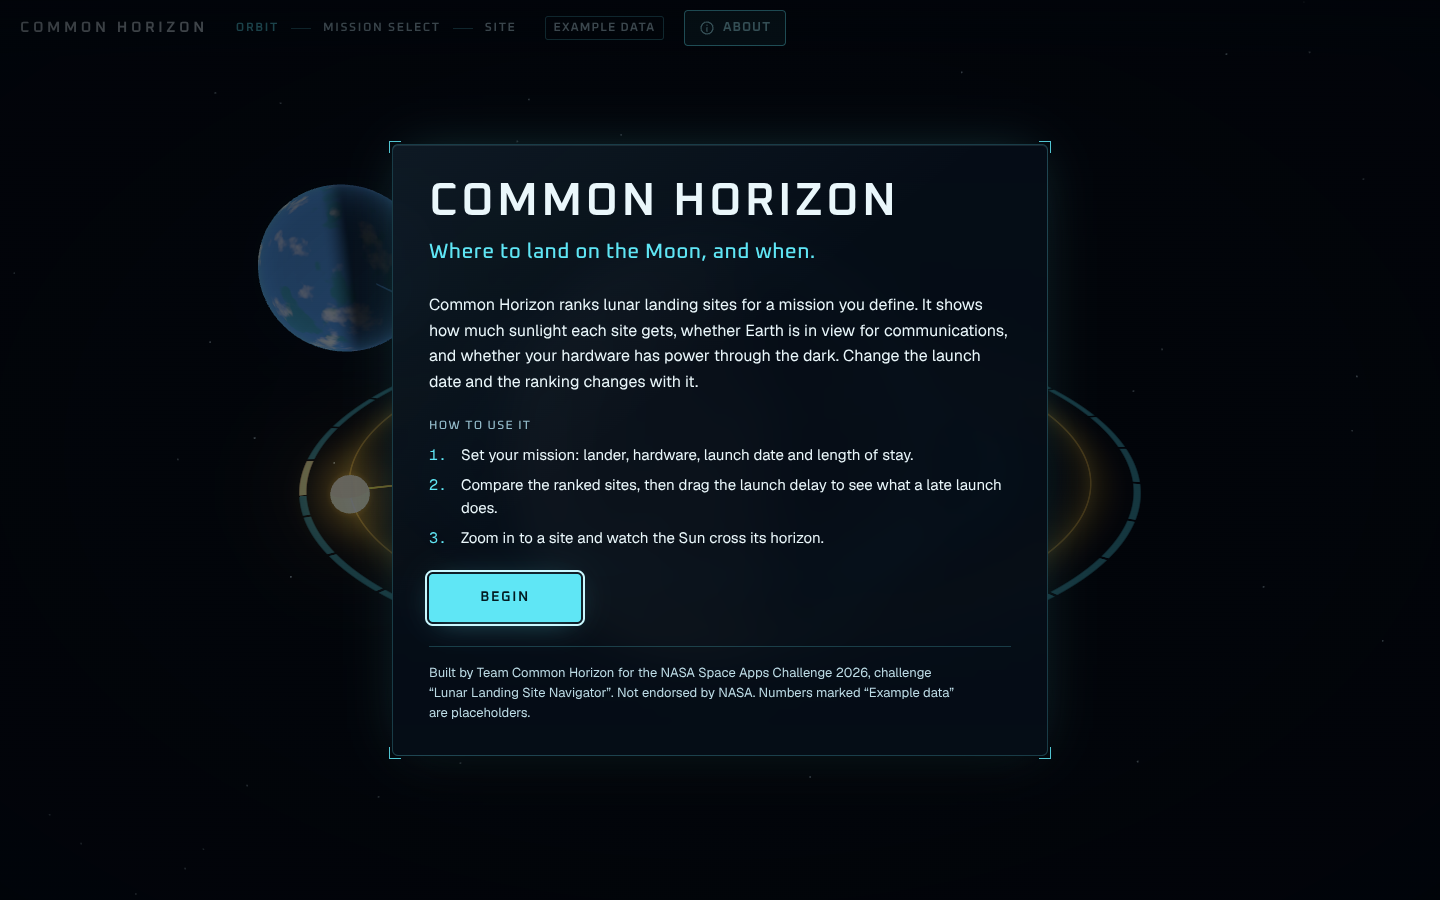 COMMON HORIZON
ORBIT
MISSION SELECT
SITE
EXAMPLE DATA
ABOUT
COMMON HORIZON
Where to land on the Moon, and when.
Common Horizon ranks lunar landing sites for a mission you define. It shows
how much sunlight each site gets, whether Earth is in view for communications,
and whether your hardware has power through the dark. Change the launch
date and the ranking changes with it.
HOW TO USE IT
1. Set your mission: lander, hardware, launch date and length of stay.
2. Compare the ranked sites, then drag the launch delay to see what a late launch
does.
3. Zoom in to a site and watch the Sun cross its horizon.
BEGIN
Built by Team Common Horizon for the NASA Space Apps Challenge 2026, challenge
“Lunar Landing Site Navigator”. Not endorsed by NASA. Numbers marked “Example data”
are placeholders.